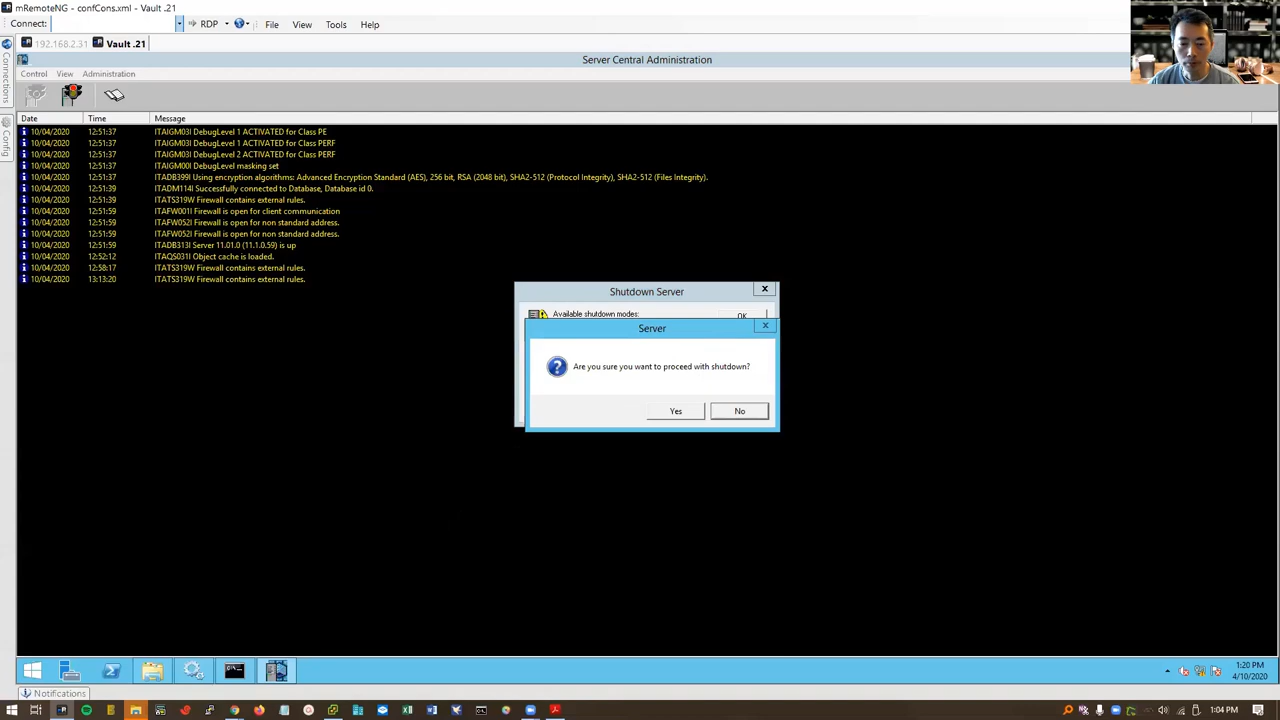 mRemoteNG - confCons.xml - Vault .21
Connect: RDP File View Tools Help
192.168.2.31 Vault .21
Connections
Config
Server Central Administration
Control View Administration
Date Time Message
10/04/2020 12:51:37 ITAIGM03I DebugLevel 1 ACTIVATED for Class PE
10/04/2020 12:51:37 ITAIGM03I DebugLevel 1 ACTIVATED for Class PERF
10/04/2020 12:51:37 ITAIGM03I DebugLevel 2 ACTIVATED for Class PERF
10/04/2020 12:51:37 ITAIGM00I DebugLevel masking set
10/04/2020 12:51:37 ITADB399I Using encryption algorithms: Advanced Encryption Standard (AES), 256 bit, RSA (2048 bit), SHA2-512 (Protocol Integrity), SHA2-512 (Files Integrity).
10/04/2020 12:51:39 ITADM114I Successfully connected to Database, Database id 0.
10/04/2020 12:51:59 ITATS319W Firewall contains external rules.
10/04/2020 12:51:59 ITAFW001I Firewall is open for client communication
10/04/2020 12:51:59 ITAFW052I Firewall is open for non standard address.
10/04/2020 12:51:59 ITAFW052I Firewall is open for non standard address.
10/04/2020 12:51:59 ITADB313I Server 11.01.0 (11.1.0.59) is up
10/04/2020 12:52:12 ITAQS031I Object cache is loaded.
10/04/2020 12:58:17 ITATS319W Firewall contains external rules.
10/04/2020 13:13:20 ITATS319W Firewall contains external rules.
Shutdown Server
Available shutdown modes: OK
Server
Are you sure you want to proceed with shutdown?
Yes No
1:20 PM
4/10/2020
Notifications
1:04 PM